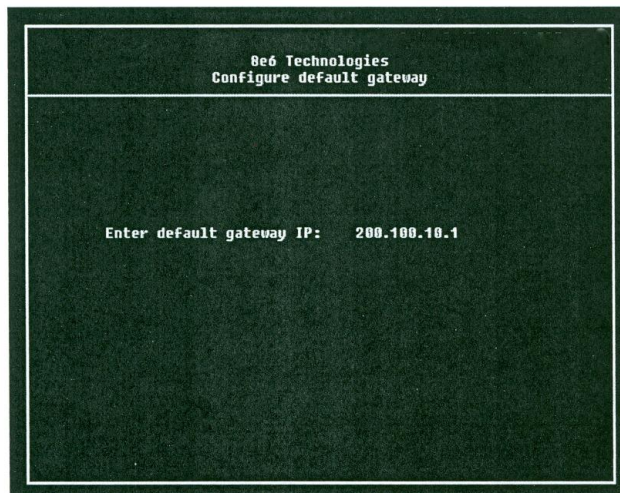 8e6 Technologies
Configure default gateway
Enter default gateway IP: 200.100.10.1